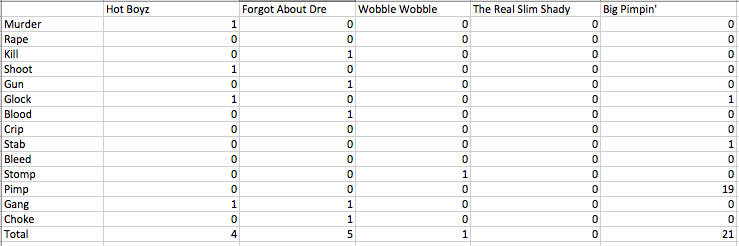 Hot Boyz Forgot About Dre Wobble Wobble The Real Slim Shady Big Pimpin'
Murder 1 0 0 0 0
Rape 0 0 0 0 0
Kill 0 1 0 0 0
Shoot 1 0 0 0 0
Gun 0 1 0 0 0
Glock 1 0 0 0 1
Blood 0 1 0 0 0
Crip 0 0 0 0 0
Stab 0 0 0 0 1
Bleed 0 0 0 0 0
Stomp 0 0 1 0 0
Pimp 0 0 0 0 19
Gang 1 1 0 0 0
Choke 0 1 0 0 0
Total 4 5 1 0 21